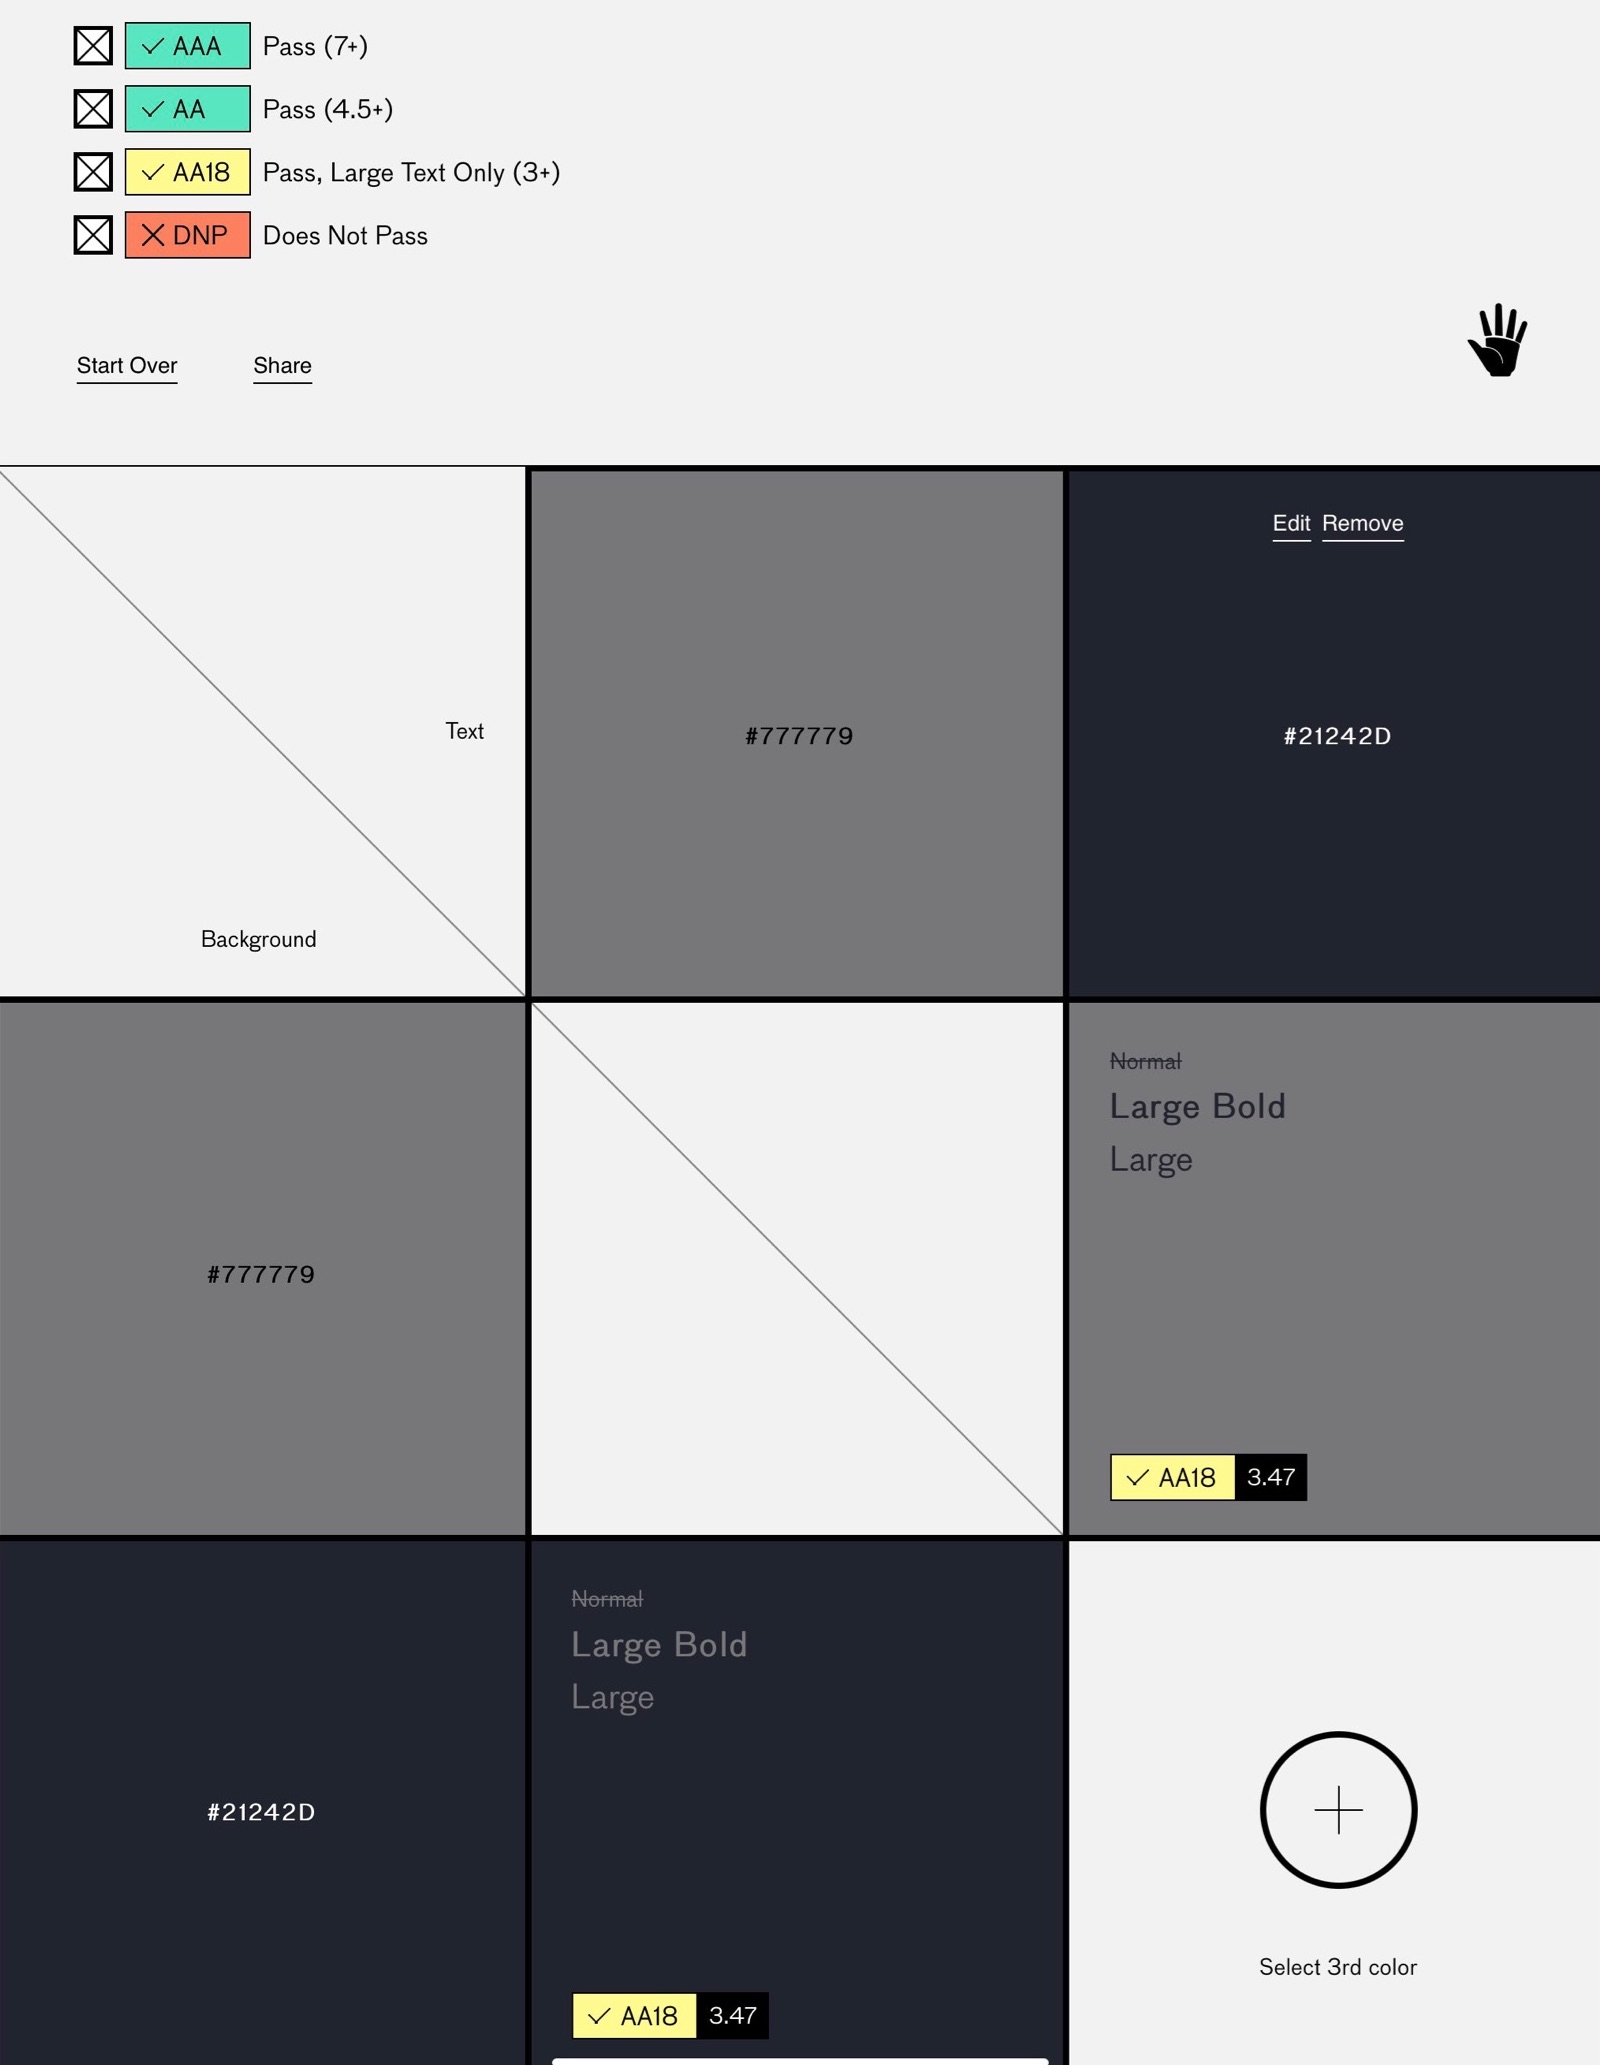 AAA Pass (7+)
AA Pass (4.5+)
AA18 Pass, Large Text Only (3+)
DNP Does Not Pass
Start Over Share
Text
Background
#777779
Edit Remove
#21242D
#777779
Normal
Large Bold
Large
AA18 3.47
#21242D
Normal
Large Bold
Large
AA18 3.47
Select 3rd color